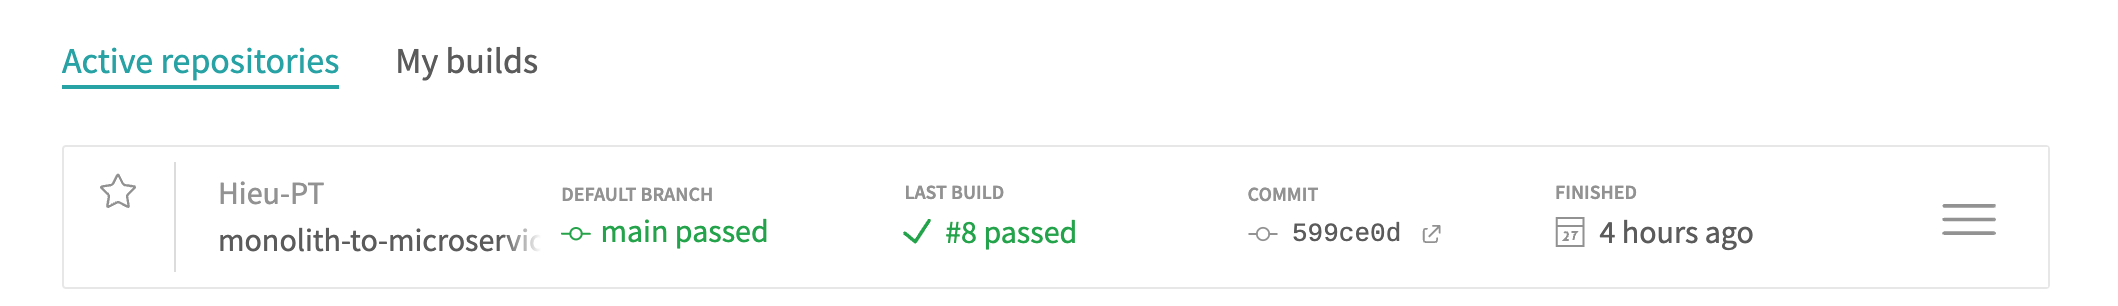 Active repositories My builds
Hieu-PT
monolith-to-microservic
DEFAULT BRANCH
main passed
LAST BUILD
#8 passed
COMMIT
599ce0d
FINISHED
27 4 hours ago